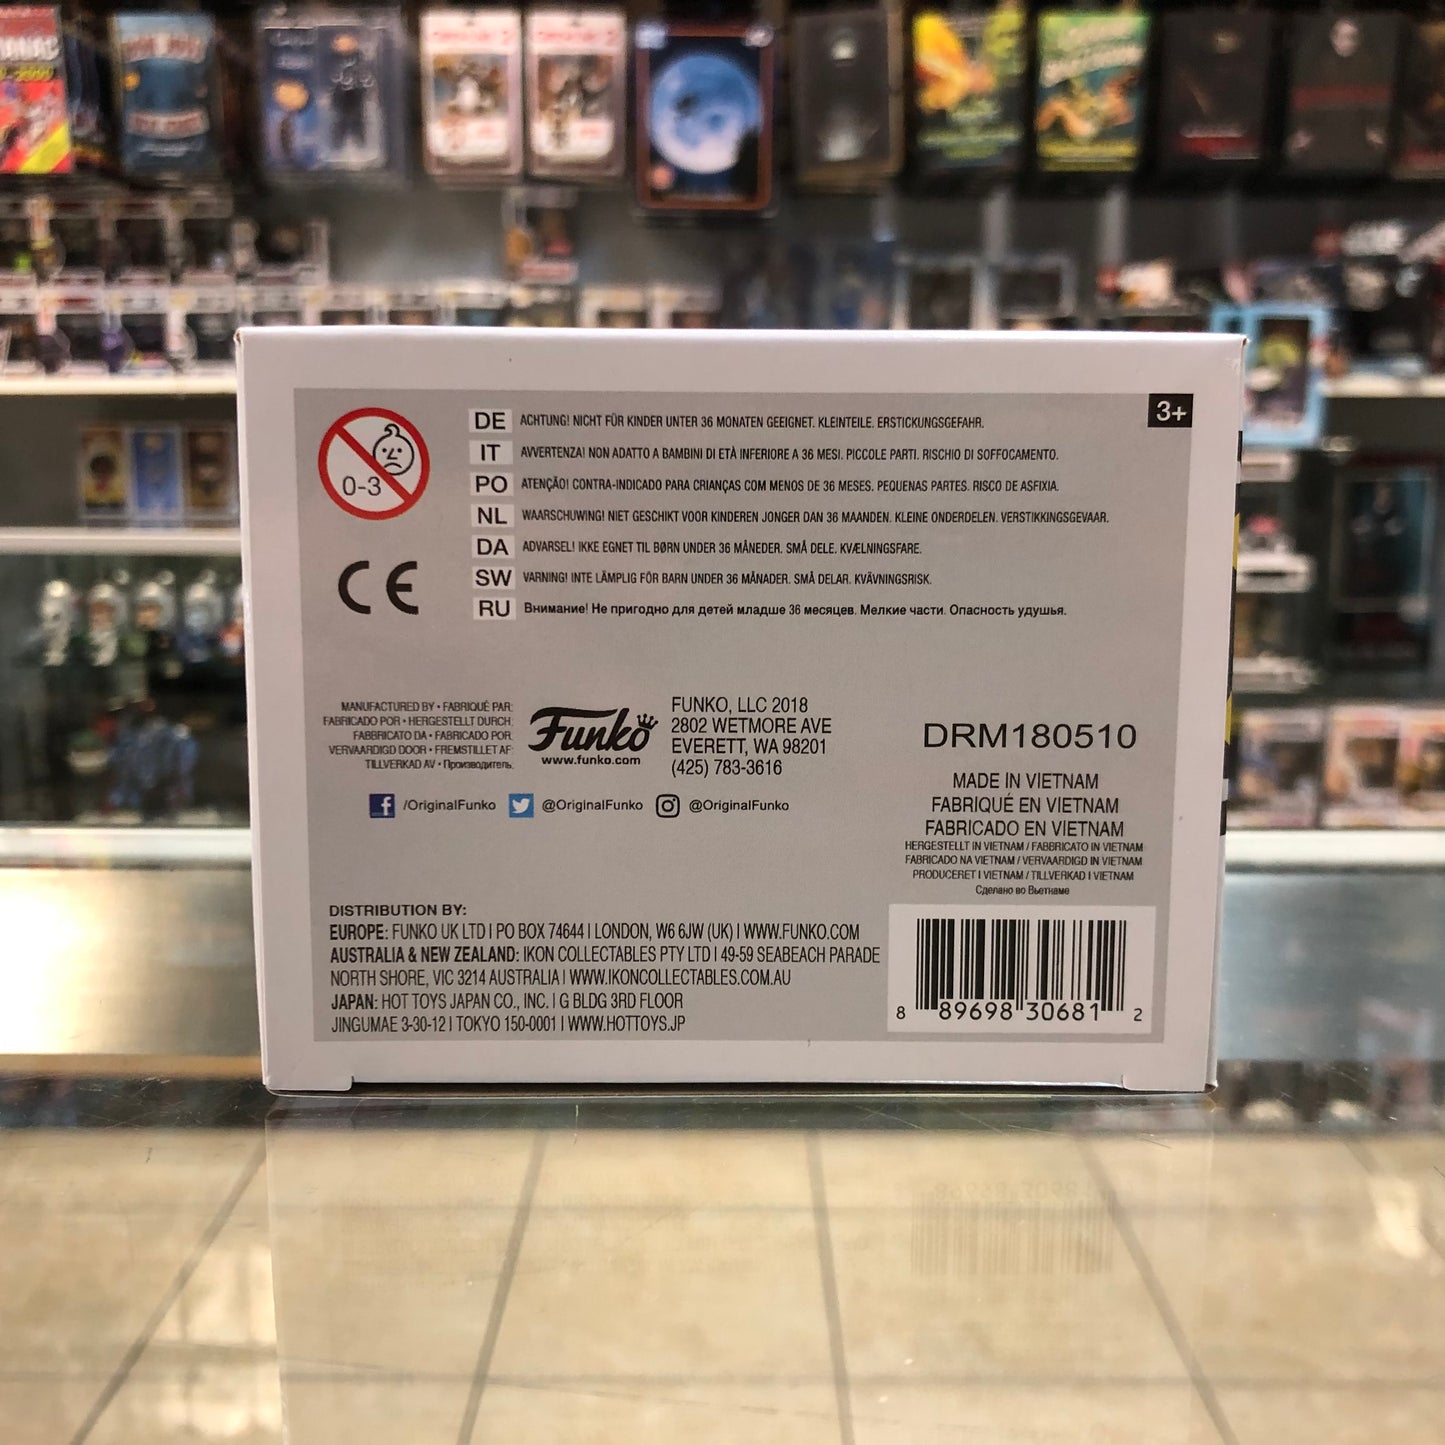 3+
0-3
DE ACHTUNG! NICHT FÜR KINDER UNTER 36 MONATEN GEEIGNET. KLEINTEILE. ERSTICKUNGSGEFAHR.
IT AVVERTENZA! NON ADATTO A BAMBINI DI ETÀ INFERIORE A 36 MESI. PICCOLE PARTI. RISCHIO DI SOFFOCAMENTO.
PO ATENÇÃO! CONTRA-INDICADO PARA CRIANÇAS COM MENOS DE 36 MESES. PEQUENAS PARTES. RISCO DE ASFIXIA.
NL WAARSCHUWING! NIET GESCHIKT VOOR KINDEREN JONGER DAN 36 MAANDEN. KLEINE ONDERDELEN. VERSTIKKINGSGEVAAR.
DA ADVARSEL! IKKE EGNET TIL BØRN UNDER 36 MÅNEDER. SMÅ DELE. KVÆLNINGSFARE.
SW VARNING! INTE LÄMPLIG FÖR BARN UNDER 36 MÅNADER. SMÅ DELAR. KVÄVNINGSRISK.
RU Внимание! Не пригодно для детей младше 36 месяцев. Мелкие части. Опасность удушья.
CE
MANUFACTURED BY • FABRIQUÉ PAR:
FABRICADO POR • HERGESTELLT DURCH:
FABBRICATO DA • FABRICADO POR:
VERVAARDIGD DOOR • FREMSTILLET AF:
TILLVERKAD AV • Производитель:
Funko
www.funko.com
FUNKO, LLC 2018
2802 WETMORE AVE
EVERETT, WA 98201
(425) 783-3616
/OriginalFunko @OriginalFunko @OriginalFunko
DRM180510
MADE IN VIETNAM
FABRIQUÉ EN VIETNAM
FABRICADO EN VIETNAM
HERGESTELLT IN VIETNAM / FABBRICATO IN VIETNAM
FABRICADO NA VIETNAM / VERVAARDIGD IN VIETNAM
PRODUCERET I VIETNAM / TILLVERKAD I VIETNAM
Сделано во Вьетнаме
DISTRIBUTION BY:
EUROPE: FUNKO UK LTD | PO BOX 74644 | LONDON, W6 6JW (UK) | WWW.FUNKO.COM
AUSTRALIA & NEW ZEALAND: IKON COLLECTABLES PTY LTD | 49-59 SEABEACH PARADE
NORTH SHORE, VIC 3214 AUSTRALIA | WWW.IKONCOLLECTABLES.COM.AU
JAPAN: HOT TOYS JAPAN CO., INC. | G BLDG 3RD FLOOR
JINGUMAE 3-30-12 | TOKYO 150-0001 | WWW.HOTTOYS.JP
8 89698 30681 2